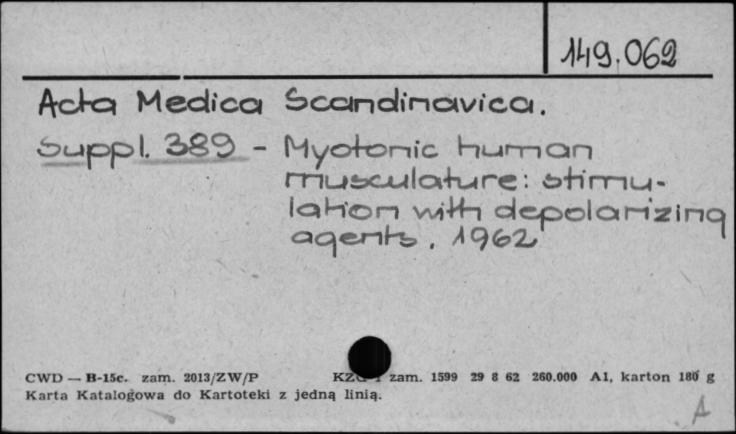 149.062
Acta Medica Scandinavica.
Suppl. 389 - Myotonic human
musculature: stimu-
lation with depolarizing
agents. 1962
CWD — B-15c. zam. 2013/ZW/P zam. 1599 29 8 62 260.000 A1, karton 180 g
Karta Katalogowa do Kartoteki z jedną linią.
A